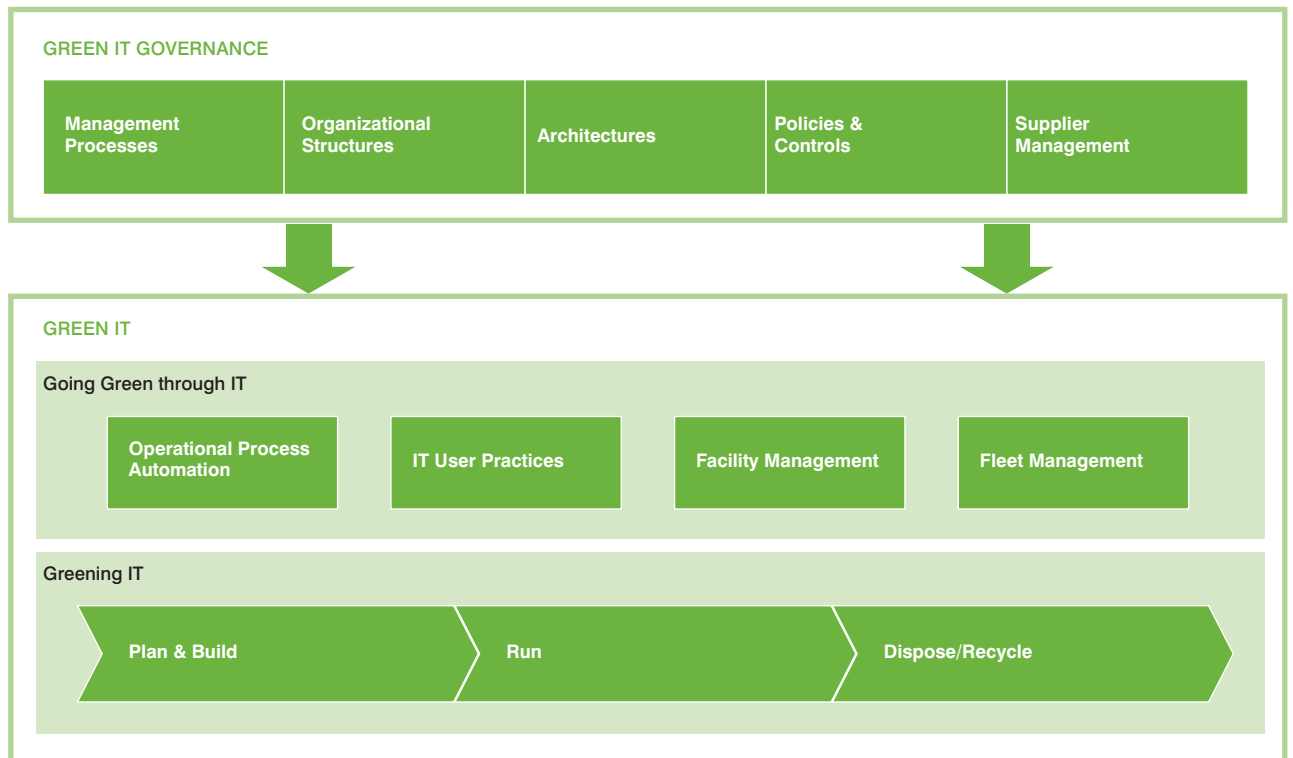 GREEN IT GOVERNANCE
Management
Processes
Organizational
Structures
Architectures
Policies &
Controls
Supplier
Management
GREEN IT
Going Green through IT
Operational Process
Automation
IT User Practices
Facility Management
Fleet Management
Greening IT
Plan & Build
Run
Dispose/Recycle